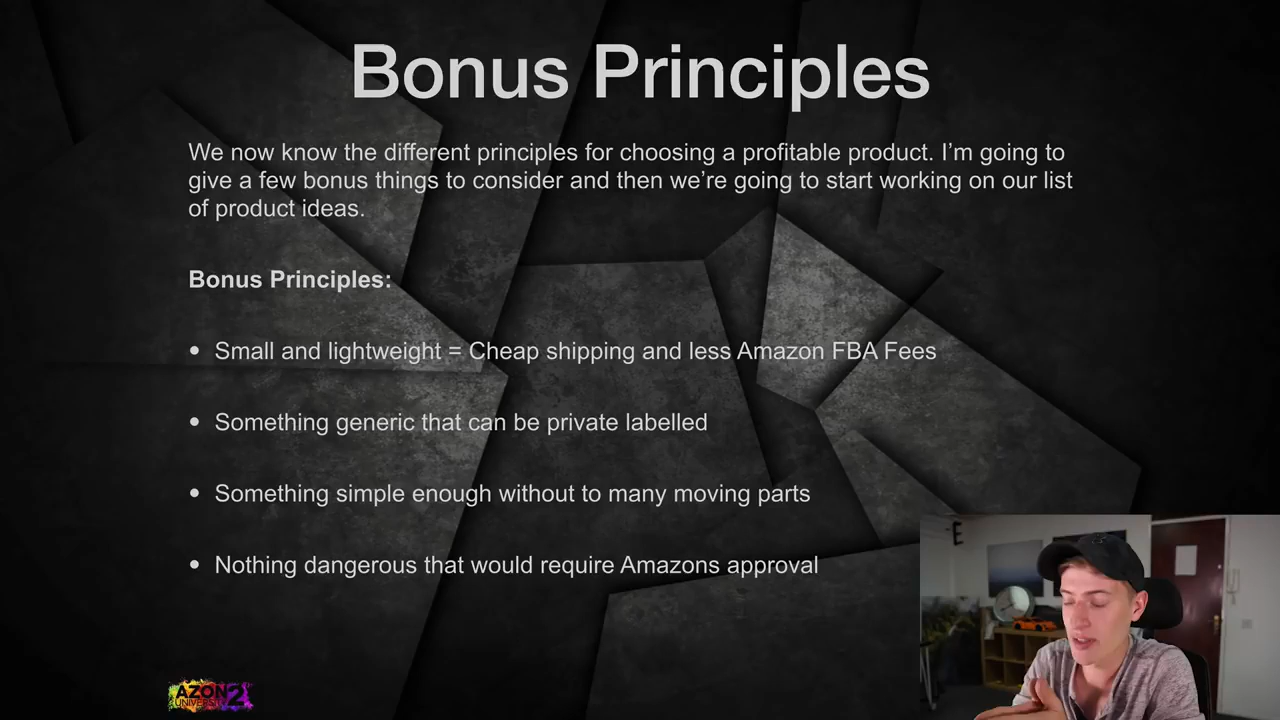 Bonus Principles
We now know the different principles for choosing a profitable product. I’m going to
give a few bonus things to consider and then we’re going to start working on our list
of product ideas.
Bonus Principles:
• Small and lightweight = Cheap shipping and less Amazon FBA Fees
• Something generic that can be private labelled
• Something simple enough without to many moving parts
• Nothing dangerous that would require Amazons approval
E
AZON 2
UNIVERSITY